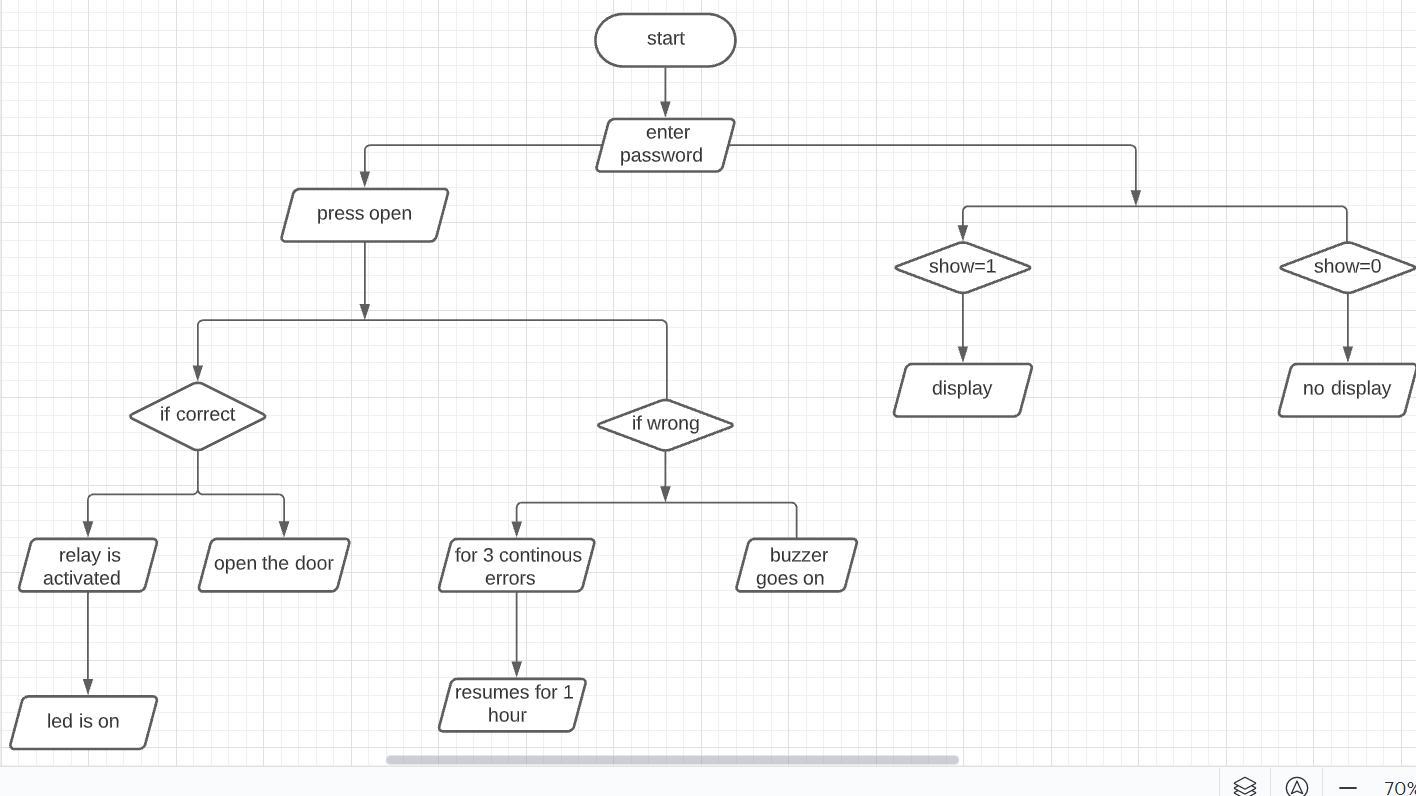 start
enter
password
press open
show=1
show=0
display
no display
if correct
if wrong
relay is
activated
open the door
for 3 continous
errors
buzzer
goes on
led is on
resumes for 1
hour
70%